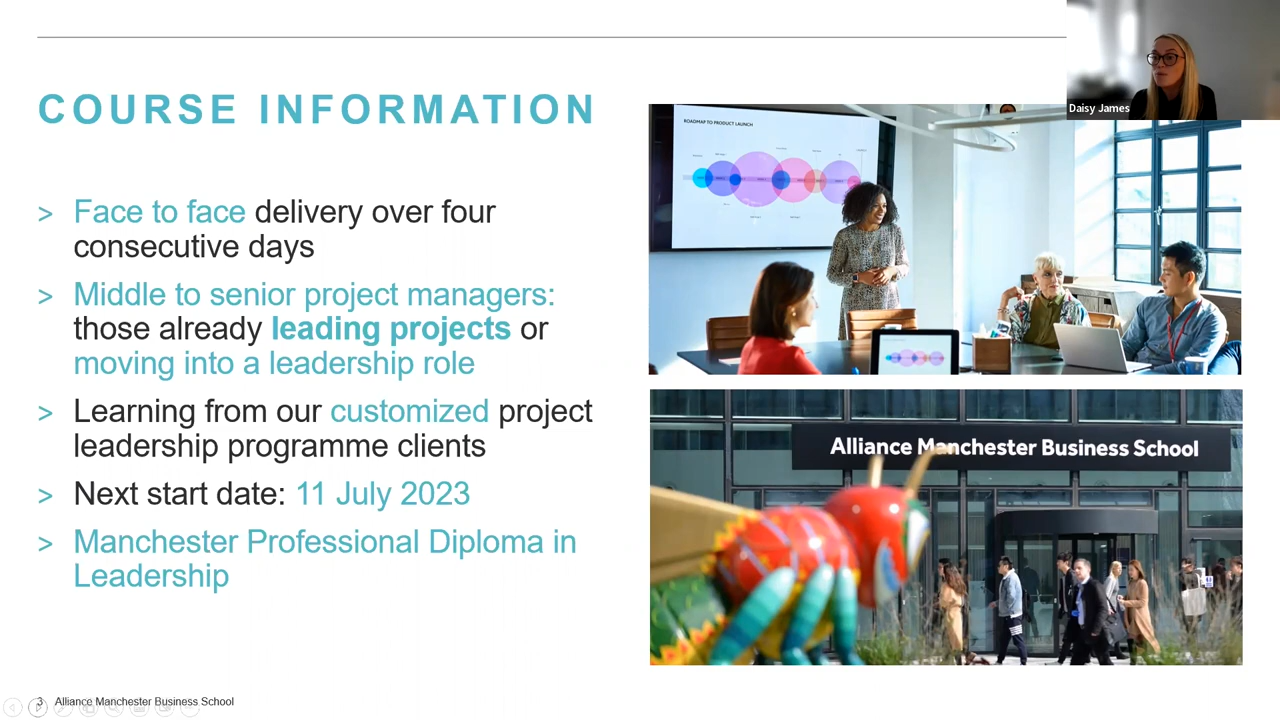 COURSE INFORMATION
> Face to face delivery over four
consecutive days
> Middle to senior project managers:
those already leading projects or
moving into a leadership role
> Learning from our customized project
leadership programme clients
> Next start date: 11 July 2023
> Manchester Professional Diploma in
Leadership
Daisy James
ROADMAP TO PRODUCT LAUNCH
Alliance Manchester Business School
3 Alliance Manchester Business School